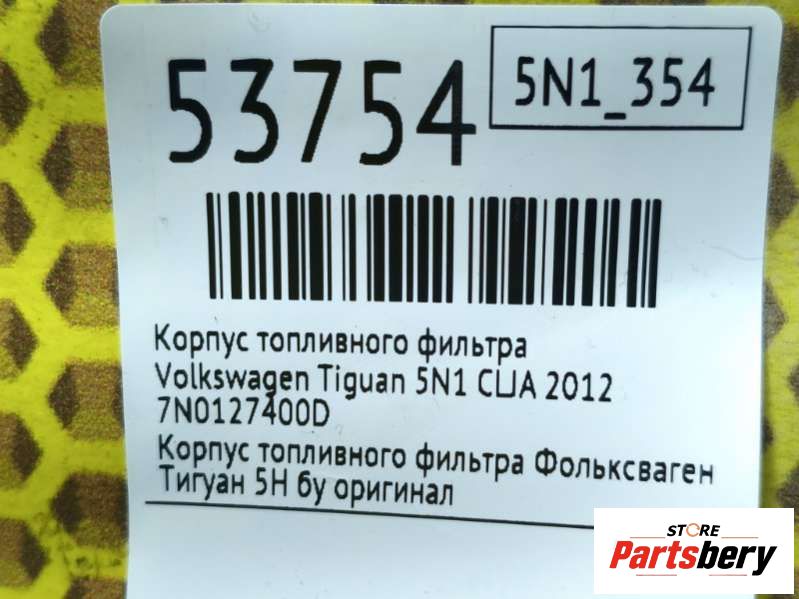 53754
5N1_354
Корпус топливного фильтра
Volkswagen Tiguan 5N1 США 2012
7N0127400D
Корпус топливного фильтра Фольксваген
Тигуан 5Н бу оригинал
STORE
Partsbery